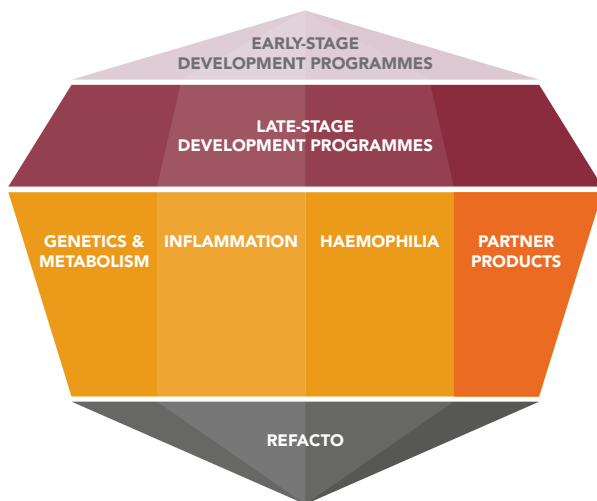 EARLY-STAGE
DEVELOPMENT PROGRAMMES
LATE-STAGE
DEVELOPMENT PROGRAMMES
GENETICS &
METABOLISM
INFLAMMATION
HAEMOPHILIA
PARTNER
PRODUCTS
REFACTO